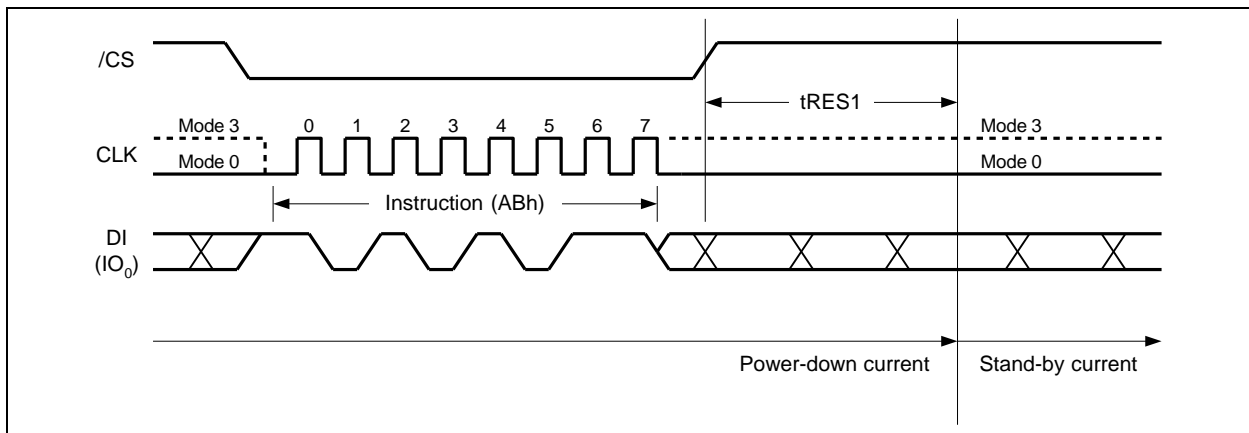 /CS
tRES1
Mode 3
0 1 2 3 4 5 6 7
Mode 3
CLK
Mode 0
Mode 0
Instruction (ABh)
DI
(IO0)
Power-down current
Stand-by current